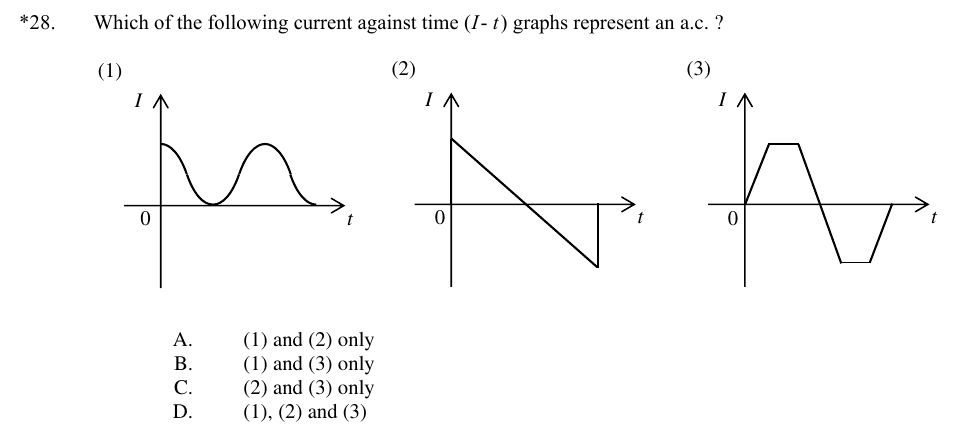 *28. Which of the following current against time (I- t) graphs represent an a.c. ?
(1) (2) (3)
I I I
0 t 0 t 0 t
A. (1) and (2) only
B. (1) and (3) only
C. (2) and (3) only
D. (1), (2) and (3)